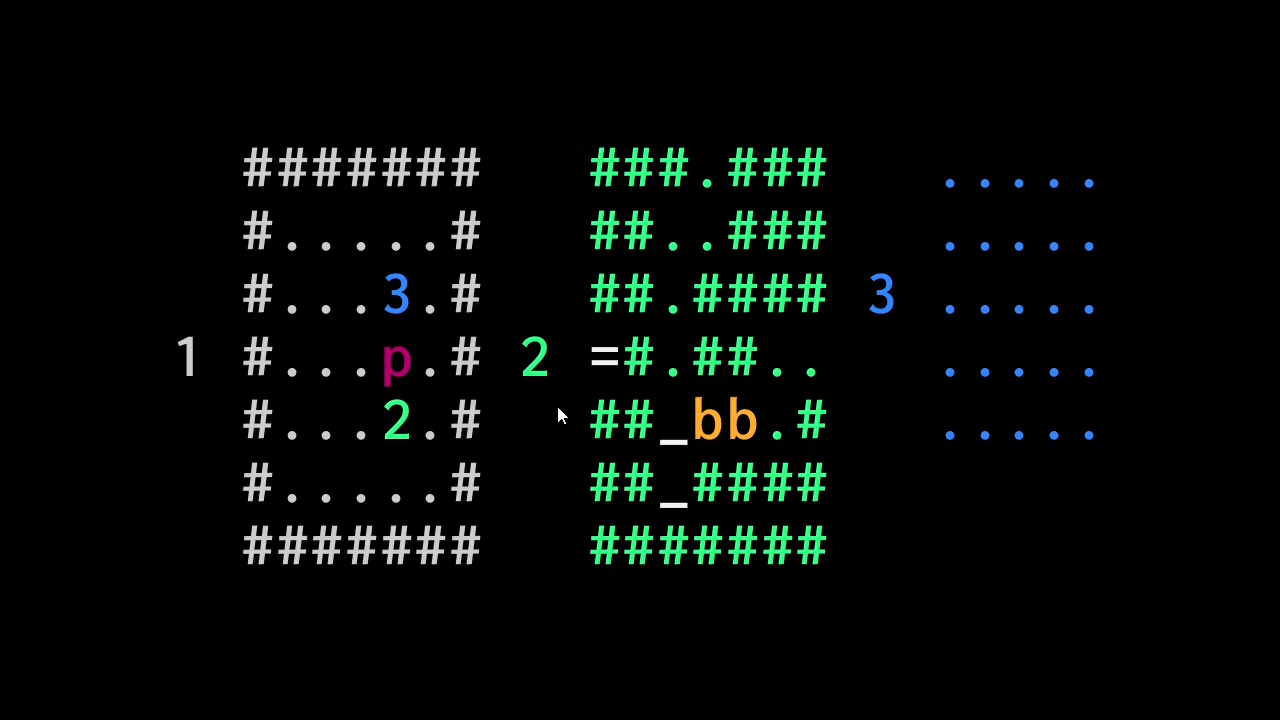 ####### ###.### .....
#.....# ##..### .....
#...3.# ##.#### 3 .....
1 #...p.# 2 =#.##.. .....
#...2.# ##_bb.# .....
#.....# ##_####
####### #######